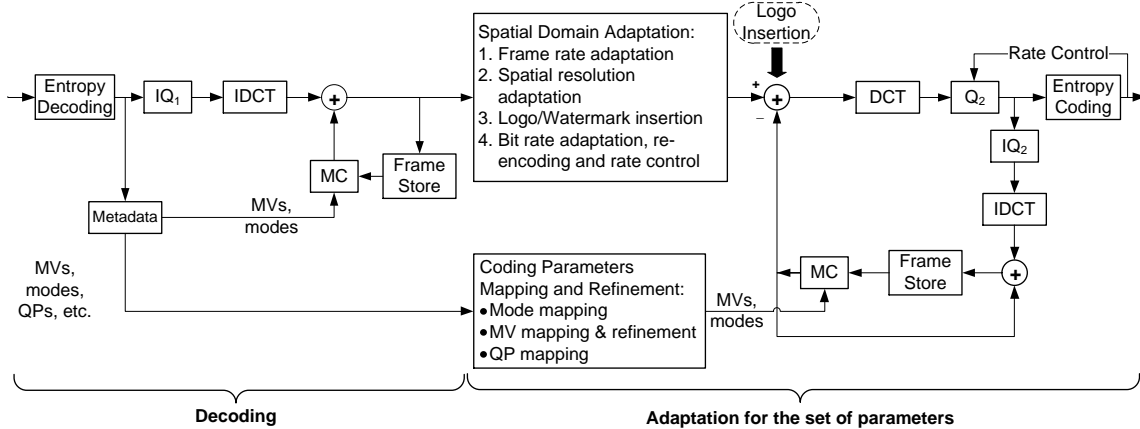 Logo
Insertion
Spatial Domain Adaptation:
1. Frame rate adaptation
2. Spatial resolution
adaptation
3. Logo/Watermark insertion
4. Bit rate adaptation, re-
encoding and rate control
Rate Control
Entropy
Decoding
IQ1
IDCT
+
+
+
−
DCT
Q2
Entropy
Coding
IQ2
MC
Frame
Store
IDCT
Metadata
MVs,
modes
MVs,
modes,
QPs, etc.
Coding Parameters
Mapping and Refinement:
●Mode mapping
●MV mapping & refinement
●QP mapping
MVs,
modes
MC
Frame
Store
+
Decoding
Adaptation for the set of parameters